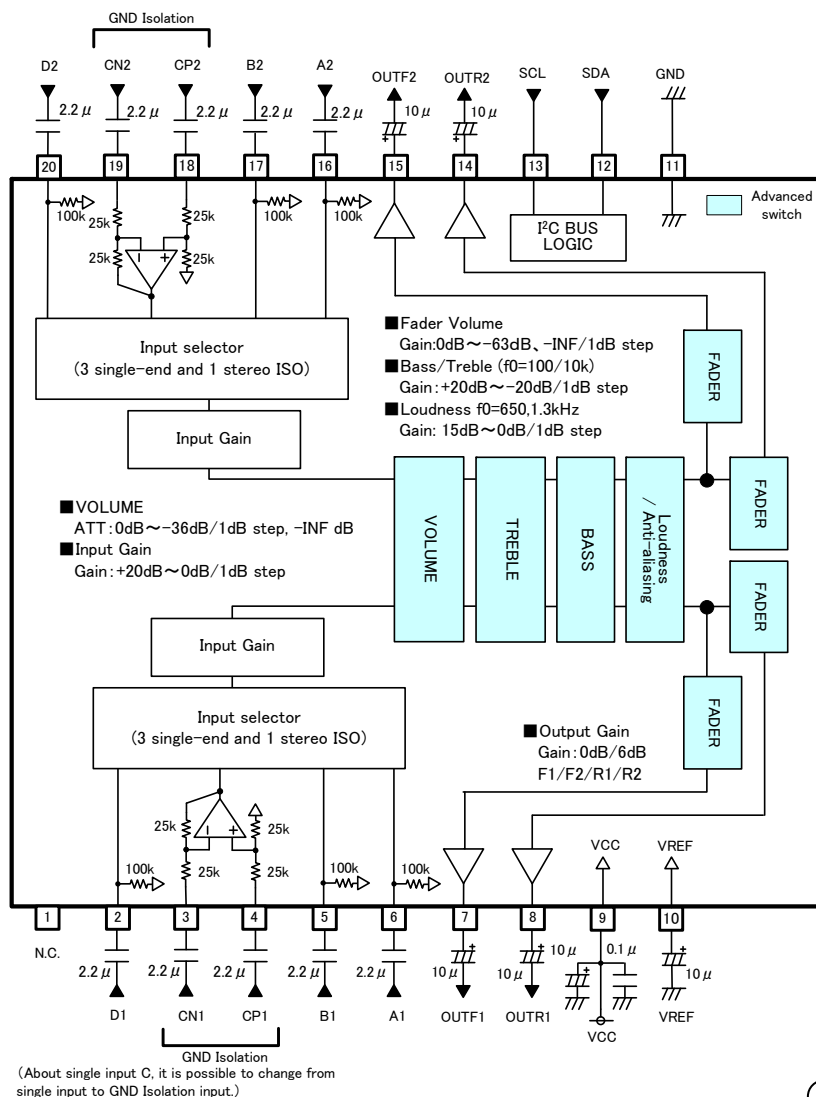 GND Isolation
D2 CN2 CP2 B2 A2 OUTF2 OUTR2 SCL SDA GND
2.2μ 2.2μ 2.2μ 2.2μ 2.2μ 10μ 10μ
20 19 18 17 16 15 14 13 12 11
100k 25k 25k 100k 100k
25k 25k
I²C BUS
LOGIC
Advanced
switch
Input selector
(3 single-end and 1 stereo ISO)
■Fader Volume
Gain:0dB~-63dB、-INF/1dB step
■Bass/Treble (f0=100/10k)
Gain:+20dB~-20dB/1dB step
■Loudness f0=650,1.3kHz
Gain: 15dB~0dB/1dB step
FADER
Input Gain
■VOLUME
ATT:0dB~-36dB/1dB step, -INF dB
■Input Gain
Gain:+20dB~0dB/1dB step
VOLUME
TREBLE
BASS
Loudness
/ Anti-aliasing
FADER
FADER
Input Gain
Input selector
(3 single-end and 1 stereo ISO)
FADER
■Output Gain
Gain:0dB/6dB
F1/F2/R1/R2
25k 25k
100k 25k 25k 100k 100k
VCC VREF
1 2 3 4 5 6 7 8 9 10
N.C.
2.2μ 2.2μ 2.2μ 2.2μ 2.2μ 10μ 10μ 10μ 0.1μ 10μ
D1 CN1 CP1 B1 A1 OUTF1 OUTR1 VCC VREF
GND Isolation
(About single input C, it is possible to change from
single input to GND Isolation input.)